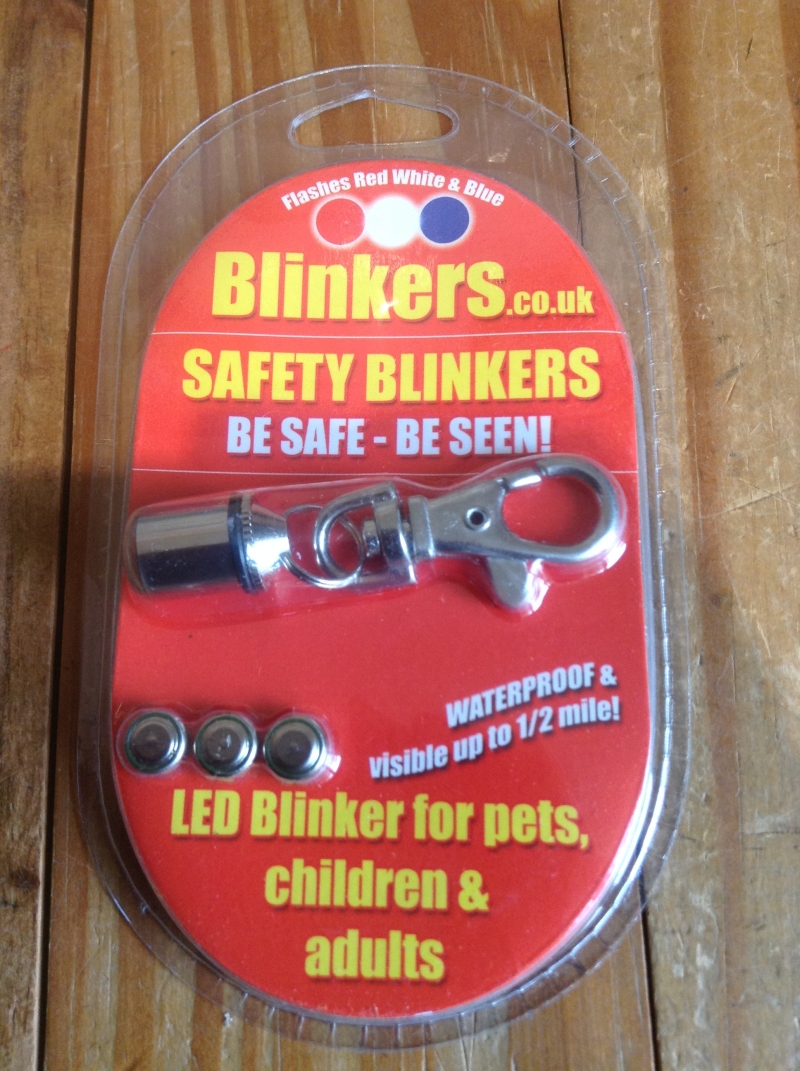 Flashes Red White & Blue
Blinkers.co.uk
SAFETY BLINKERS
BE SAFE - BE SEEN!
WATERPROOF &
visible up to 1/2 mile!
LED Blinker for pets,
children &
adults